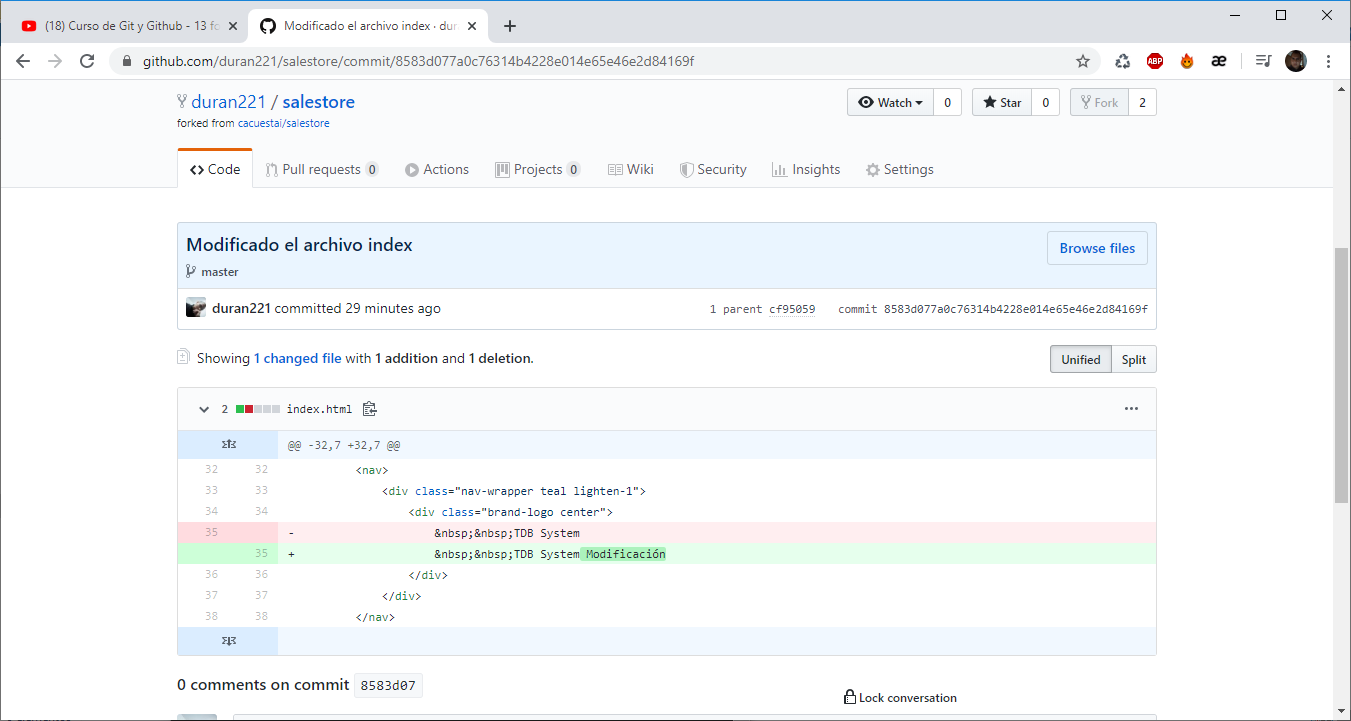 (18) Curso de Git y Github - 13 fo
Modificado el archivo index · dur
github.com/duran221/salestore/commit/8583d077a0c76314b4228e014e65e46e2d84169f
ABP
æ
duran221 / salestore
Watch 0 Star 0 Fork 2
forked from cacuestai/salestore
Code Pull requests 0 Actions Projects 0 Wiki Security Insights Settings
Modificado el archivo index
Browse files
master
duran221 committed 29 minutes ago 1 parent cf95059 commit 8583d077a0c76314b4228e014e65e46e2d84169f
Showing 1 changed file with 1 addition and 1 deletion.
Unified Split
2 index.html
@@ -32,7 +32,7 @@
32 32 <nav>
33 33 <div class="nav-wrapper teal lighten-1">
34 34 <div class="brand-logo center">
35 - &nbsp;&nbsp;TDB System
35 + &nbsp;&nbsp;TDB System Modificación
36 36 </div>
37 37 </div>
38 38 </nav>
0 comments on commit 8583d07
Lock conversation